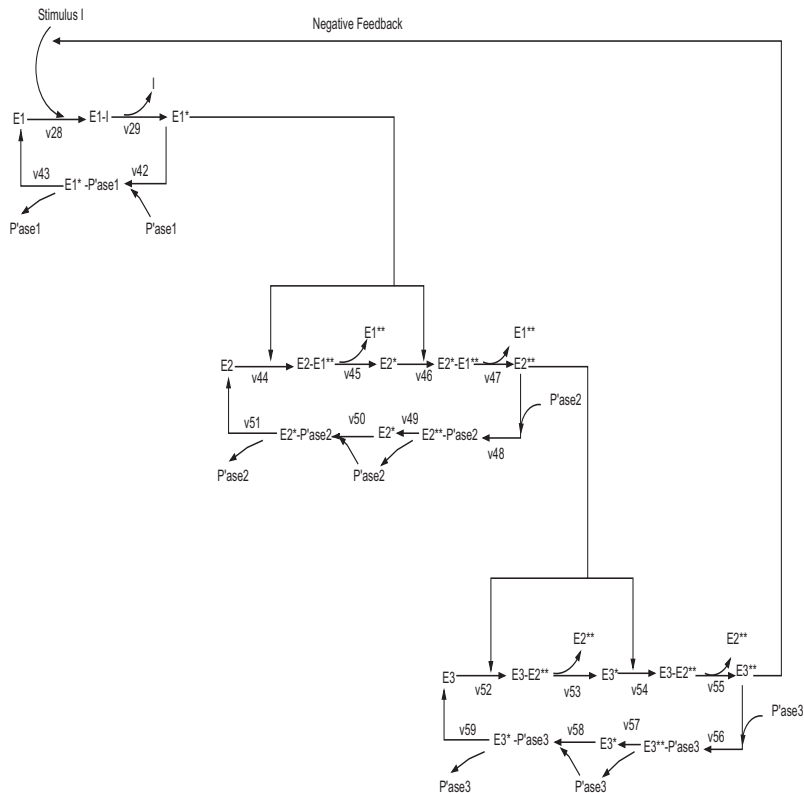 Stimulus I
Negative Feedback
I
E1 E1-I E1*
v28 v29
v43 v42
E1* -P'ase1
P'ase1 P'ase1
E1** E1**
E2 E2-E1** E2* E2*-E1** E2**
v44 v45 v46 v47
P'ase2
v51 v50 v49
E2*-P'ase2 E2* E2**-P'ase2
v48
P'ase2 P'ase2
E2** E2**
E3 E3-E2** E3* E3-E2** E3**
v52 v53 v54 v55
P'ase3
v59 v58 v57 v56
E3* -P'ase3 E3* E3**-P'ase3
P'ase3 P'ase3